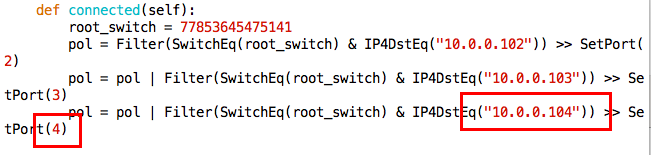 def connected(self):
root_switch = 77853645475141
pol = Filter(SwitchEq(root_switch) & IP4DstEq("10.0.0.102")) >> SetPort(
2)
pol = pol | Filter(SwitchEq(root_switch) & IP4DstEq("10.0.0.103")) >> Se
tPort(3)
pol = pol | Filter(SwitchEq(root_switch) & IP4DstEq("10.0.0.104")) >> Se
tPort(4)